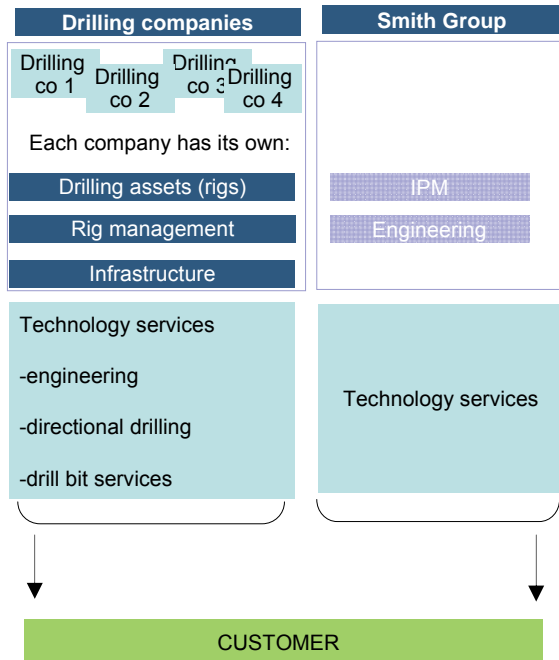 Drilling companies
Smith Group
Drilling
co 1
Drilling
co 2
Drilling
co 3
Drilling
co 4
Each company has its own:
Drilling assets (rigs)
IPM
Rig management
Engineering
Infrastructure
Technology services
-engineering
-directional drilling
-drill bit services
Technology services
CUSTOMER